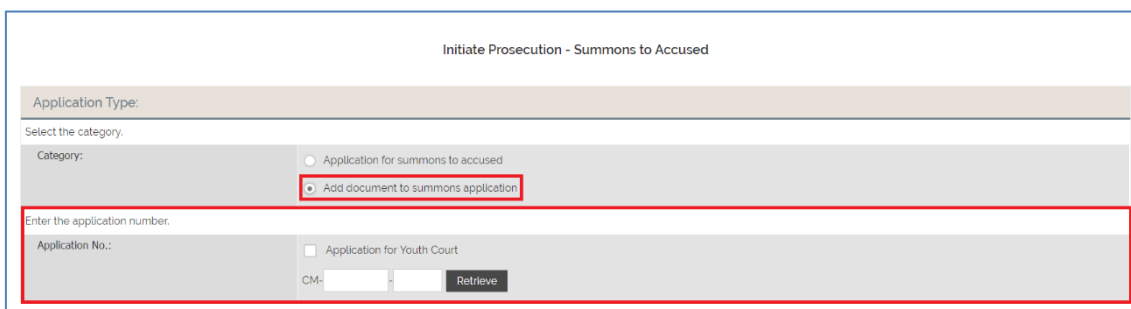 Initiate Prosecution - Summons to Accused
Application Type:
Select the category.
Category:
Application for summons to accused
Add document to summons application
Enter the application number.
Application No.:
Application for Youth Court
CM- - Retrieve